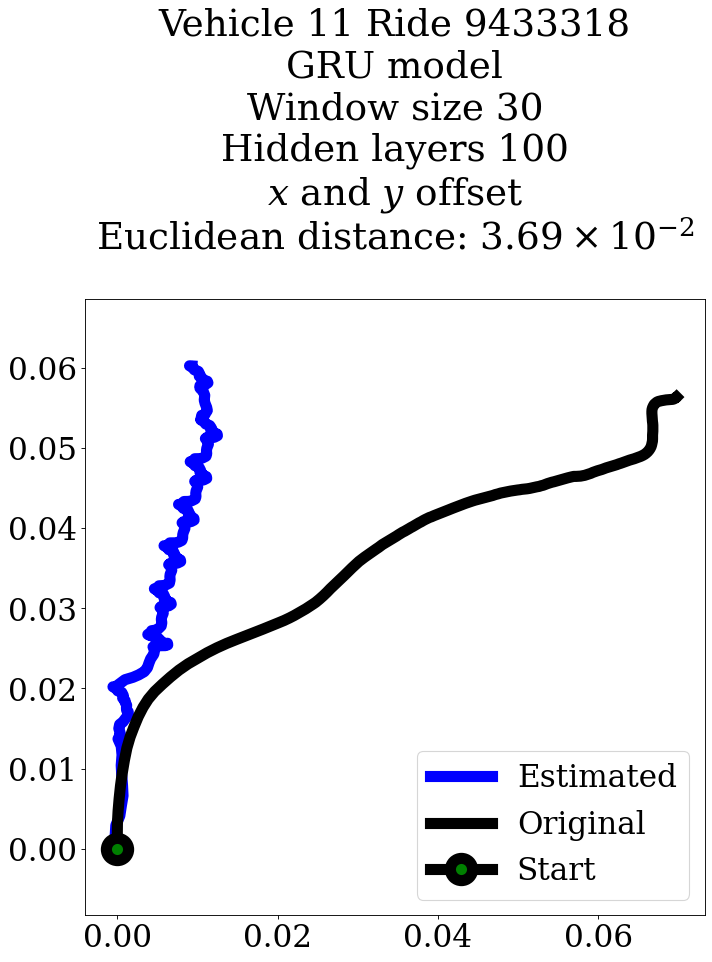 Vehicle 11 Ride 9433318
GRU model
Window size 30
Hidden layers 100
x and y offset
Euclidean distance: 3.69 × 10⁻²
0.06
0.05
0.04
0.03
0.02
0.01
0.00
Estimated
Original
Start
0.00 0.02 0.04 0.06